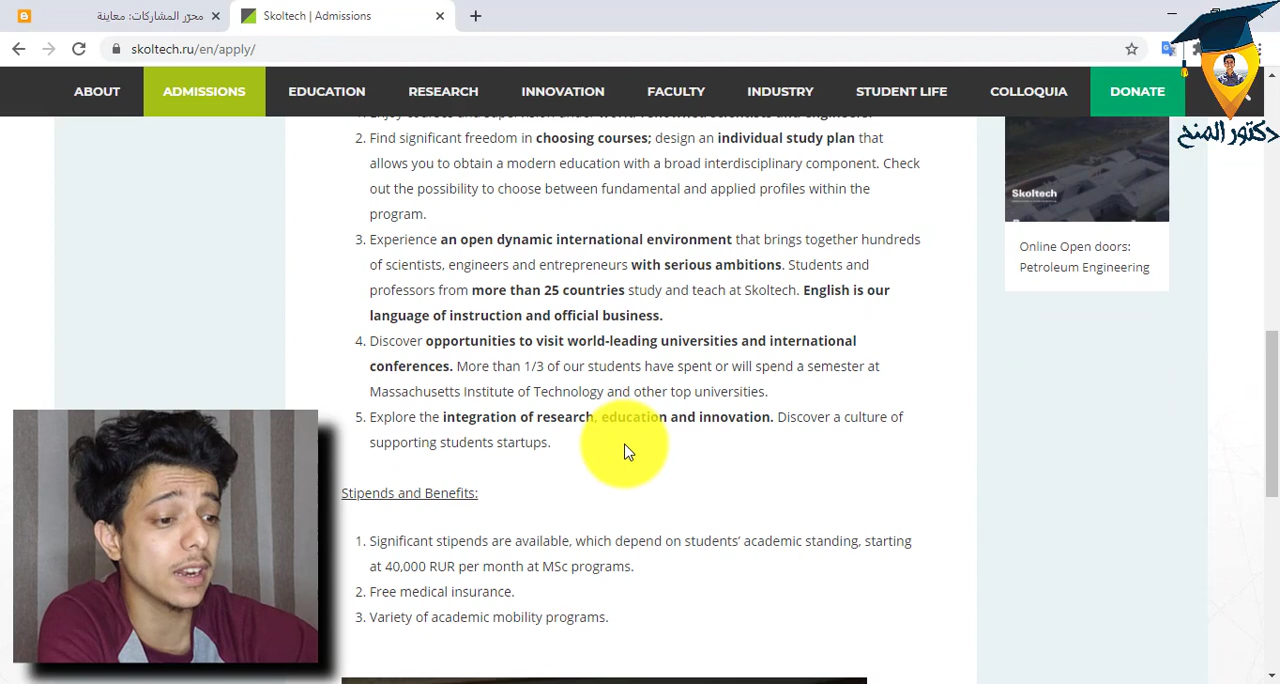 محرّر المشاركات: معاينة
Skoltech | Admissions
skoltech.ru/en/apply/
ABOUT
ADMISSIONS
EDUCATION
RESEARCH
INNOVATION
FACULTY
INDUSTRY
STUDENT LIFE
COLLOQUIA
DONATE
دكتور المنح
2. Find significant freedom in choosing courses; design an individual study plan that
allows you to obtain a modern education with a broad interdisciplinary component. Check
out the possibility to choose between fundamental and applied profiles within the
program.
3. Experience an open dynamic international environment that brings together hundreds
of scientists, engineers and entrepreneurs with serious ambitions. Students and
professors from more than 25 countries study and teach at Skoltech. English is our
language of instruction and official business.
4. Discover opportunities to visit world-leading universities and international
conferences. More than 1/3 of our students have spent or will spend a semester at
Massachusetts Institute of Technology and other top universities.
5. Explore the integration of research, education and innovation. Discover a culture of
supporting students startups.
Stipends and Benefits:
1. Significant stipends are available, which depend on students’ academic standing, starting
at 40,000 RUR per month at MSc programs.
2. Free medical insurance.
3. Variety of academic mobility programs.
Skoltech
Online Open doors:
Petroleum Engineering